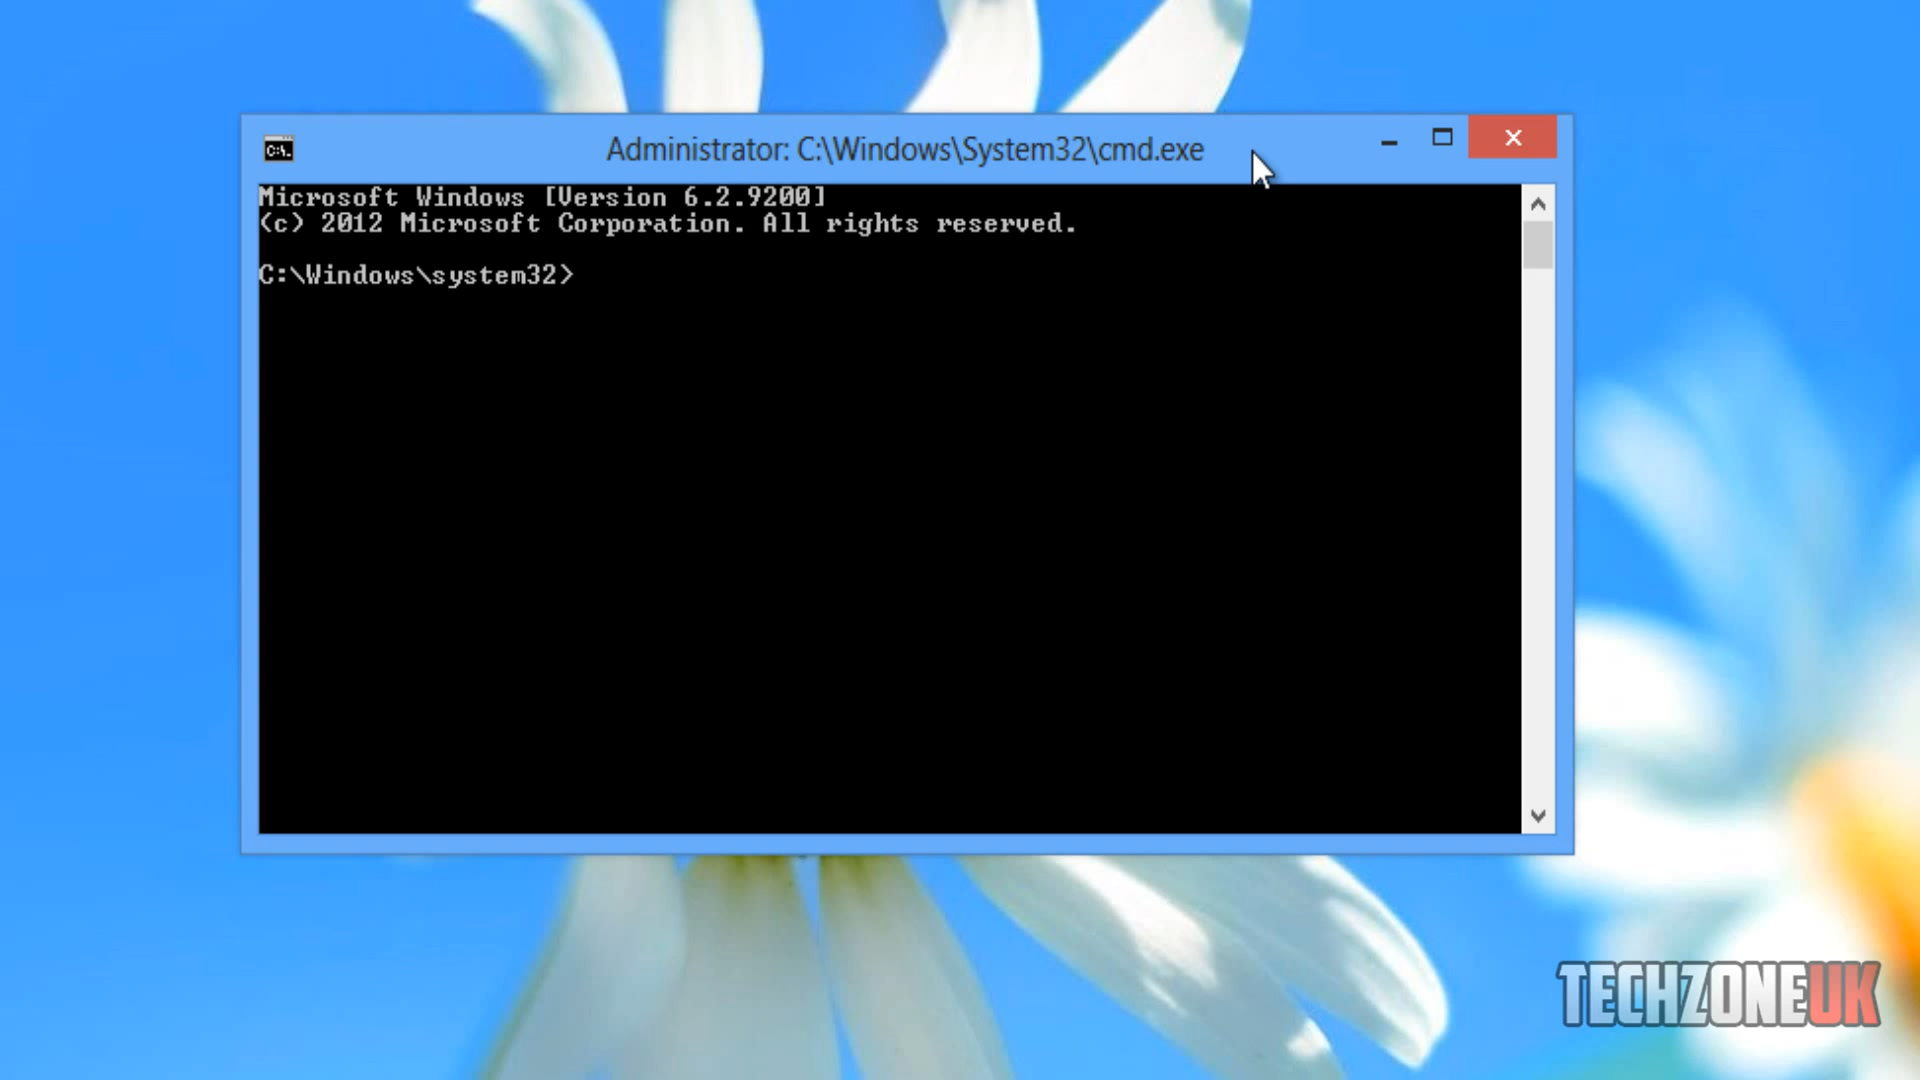 Administrator: C:\Windows\System32\cmd.exe
Microsoft Windows [Version 6.2.9200]
(c) 2012 Microsoft Corporation. All rights reserved.
C:\Windows\system32>
TECHZONEUK